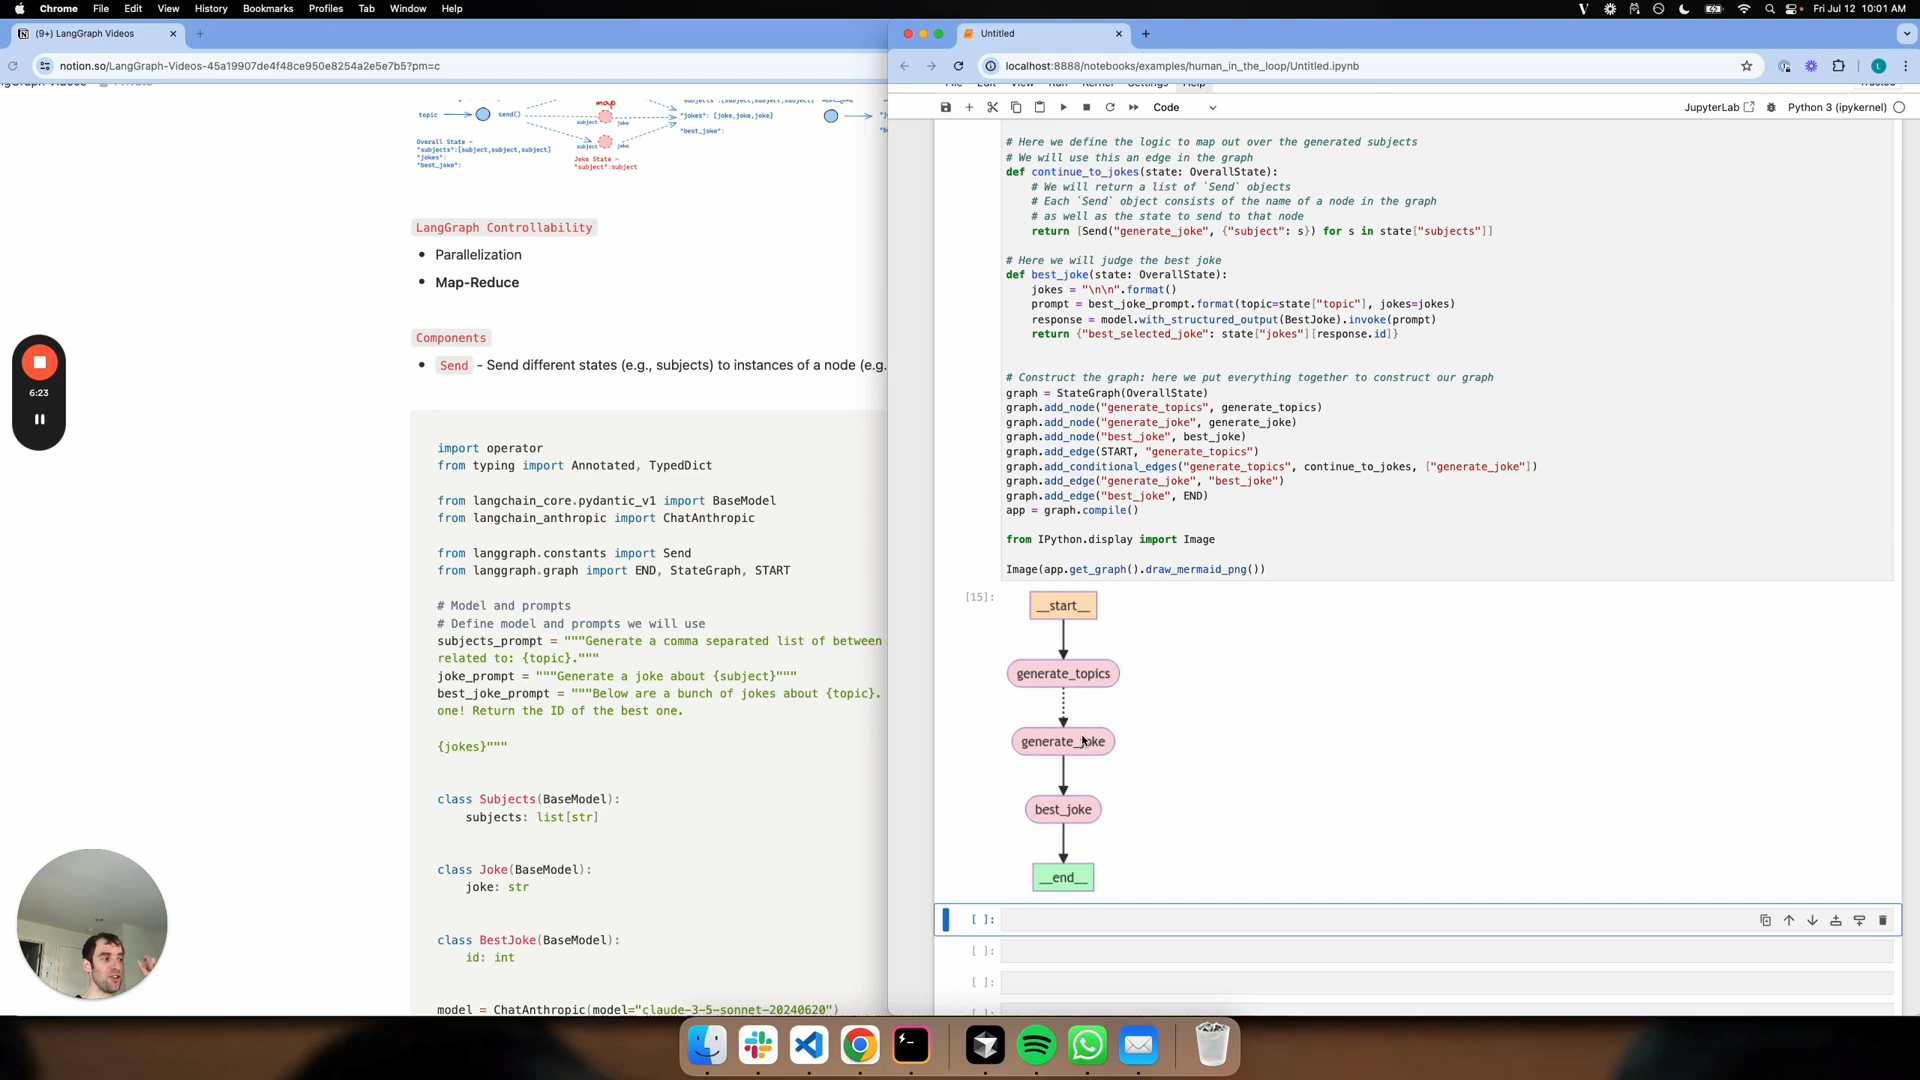 Chrome File Edit View History Bookmarks Profiles Tab Window Help
Fri Jul 12 10:01 AM
(9+) LangGraph Videos
notion.so/LangGraph-Videos-45a19907de4f48ce950e8254a2e5e7b5?pm=c
map
topic
send()
subject
joke
"jokes": [joke,joke,joke]
"best_joke":
subject
joke
Overall State -
"subjects":[subject,subject,subject]
"jokes":
"best_joke":
Joke State -
"subject":subject
LangGraph Controllability
• Parallelization
• Map-Reduce
Components
• Send - Send different states (e.g., subjects) to instances of a node (e.g.
import operator
from typing import Annotated, TypedDict
from langchain_core.pydantic_v1 import BaseModel
from langchain_anthropic import ChatAnthropic
from langgraph.constants import Send
from langgraph.graph import END, StateGraph, START
# Model and prompts
# Define model and prompts we will use
subjects_prompt = """Generate a comma separated list of between
related to: {topic}."""
joke_prompt = """Generate a joke about {subject}"""
best_joke_prompt = """Below are a bunch of jokes about {topic}.
one! Return the ID of the best one.
{jokes}"""
class Subjects(BaseModel):
subjects: list[str]
class Joke(BaseModel):
joke: str
class BestJoke(BaseModel):
id: int
model = ChatAnthropic(model="claude-3-5-sonnet-20240620")
6:23
Untitled
localhost:8888/notebooks/examples/human_in_the_loop/Untitled.ipynb
L
Code
JupyterLab
Python 3 (ipykernel)
# Here we define the logic to map out over the generated subjects
# We will use this an edge in the graph
def continue_to_jokes(state: OverallState):
# We will return a list of `Send` objects
# Each `Send` object consists of the name of a node in the graph
# as well as the state to send to that node
return [Send("generate_joke", {"subject": s}) for s in state["subjects"]]
# Here we will judge the best joke
def best_joke(state: OverallState):
jokes = "\n\n".format()
prompt = best_joke_prompt.format(topic=state["topic"], jokes=jokes)
response = model.with_structured_output(BestJoke).invoke(prompt)
return {"best_selected_joke": state["jokes"][response.id]}
# Construct the graph: here we put everything together to construct our graph
graph = StateGraph(OverallState)
graph.add_node("generate_topics", generate_topics)
graph.add_node("generate_joke", generate_joke)
graph.add_node("best_joke", best_joke)
graph.add_edge(START, "generate_topics")
graph.add_conditional_edges("generate_topics", continue_to_jokes, ["generate_joke"])
graph.add_edge("generate_joke", "best_joke")
graph.add_edge("best_joke", END)
app = graph.compile()
from IPython.display import Image
Image(app.get_graph().draw_mermaid_png())
[15]:
__start__
generate_topics
generate_joke
best_joke
__end__
[ ]:
[ ]:
[ ]: